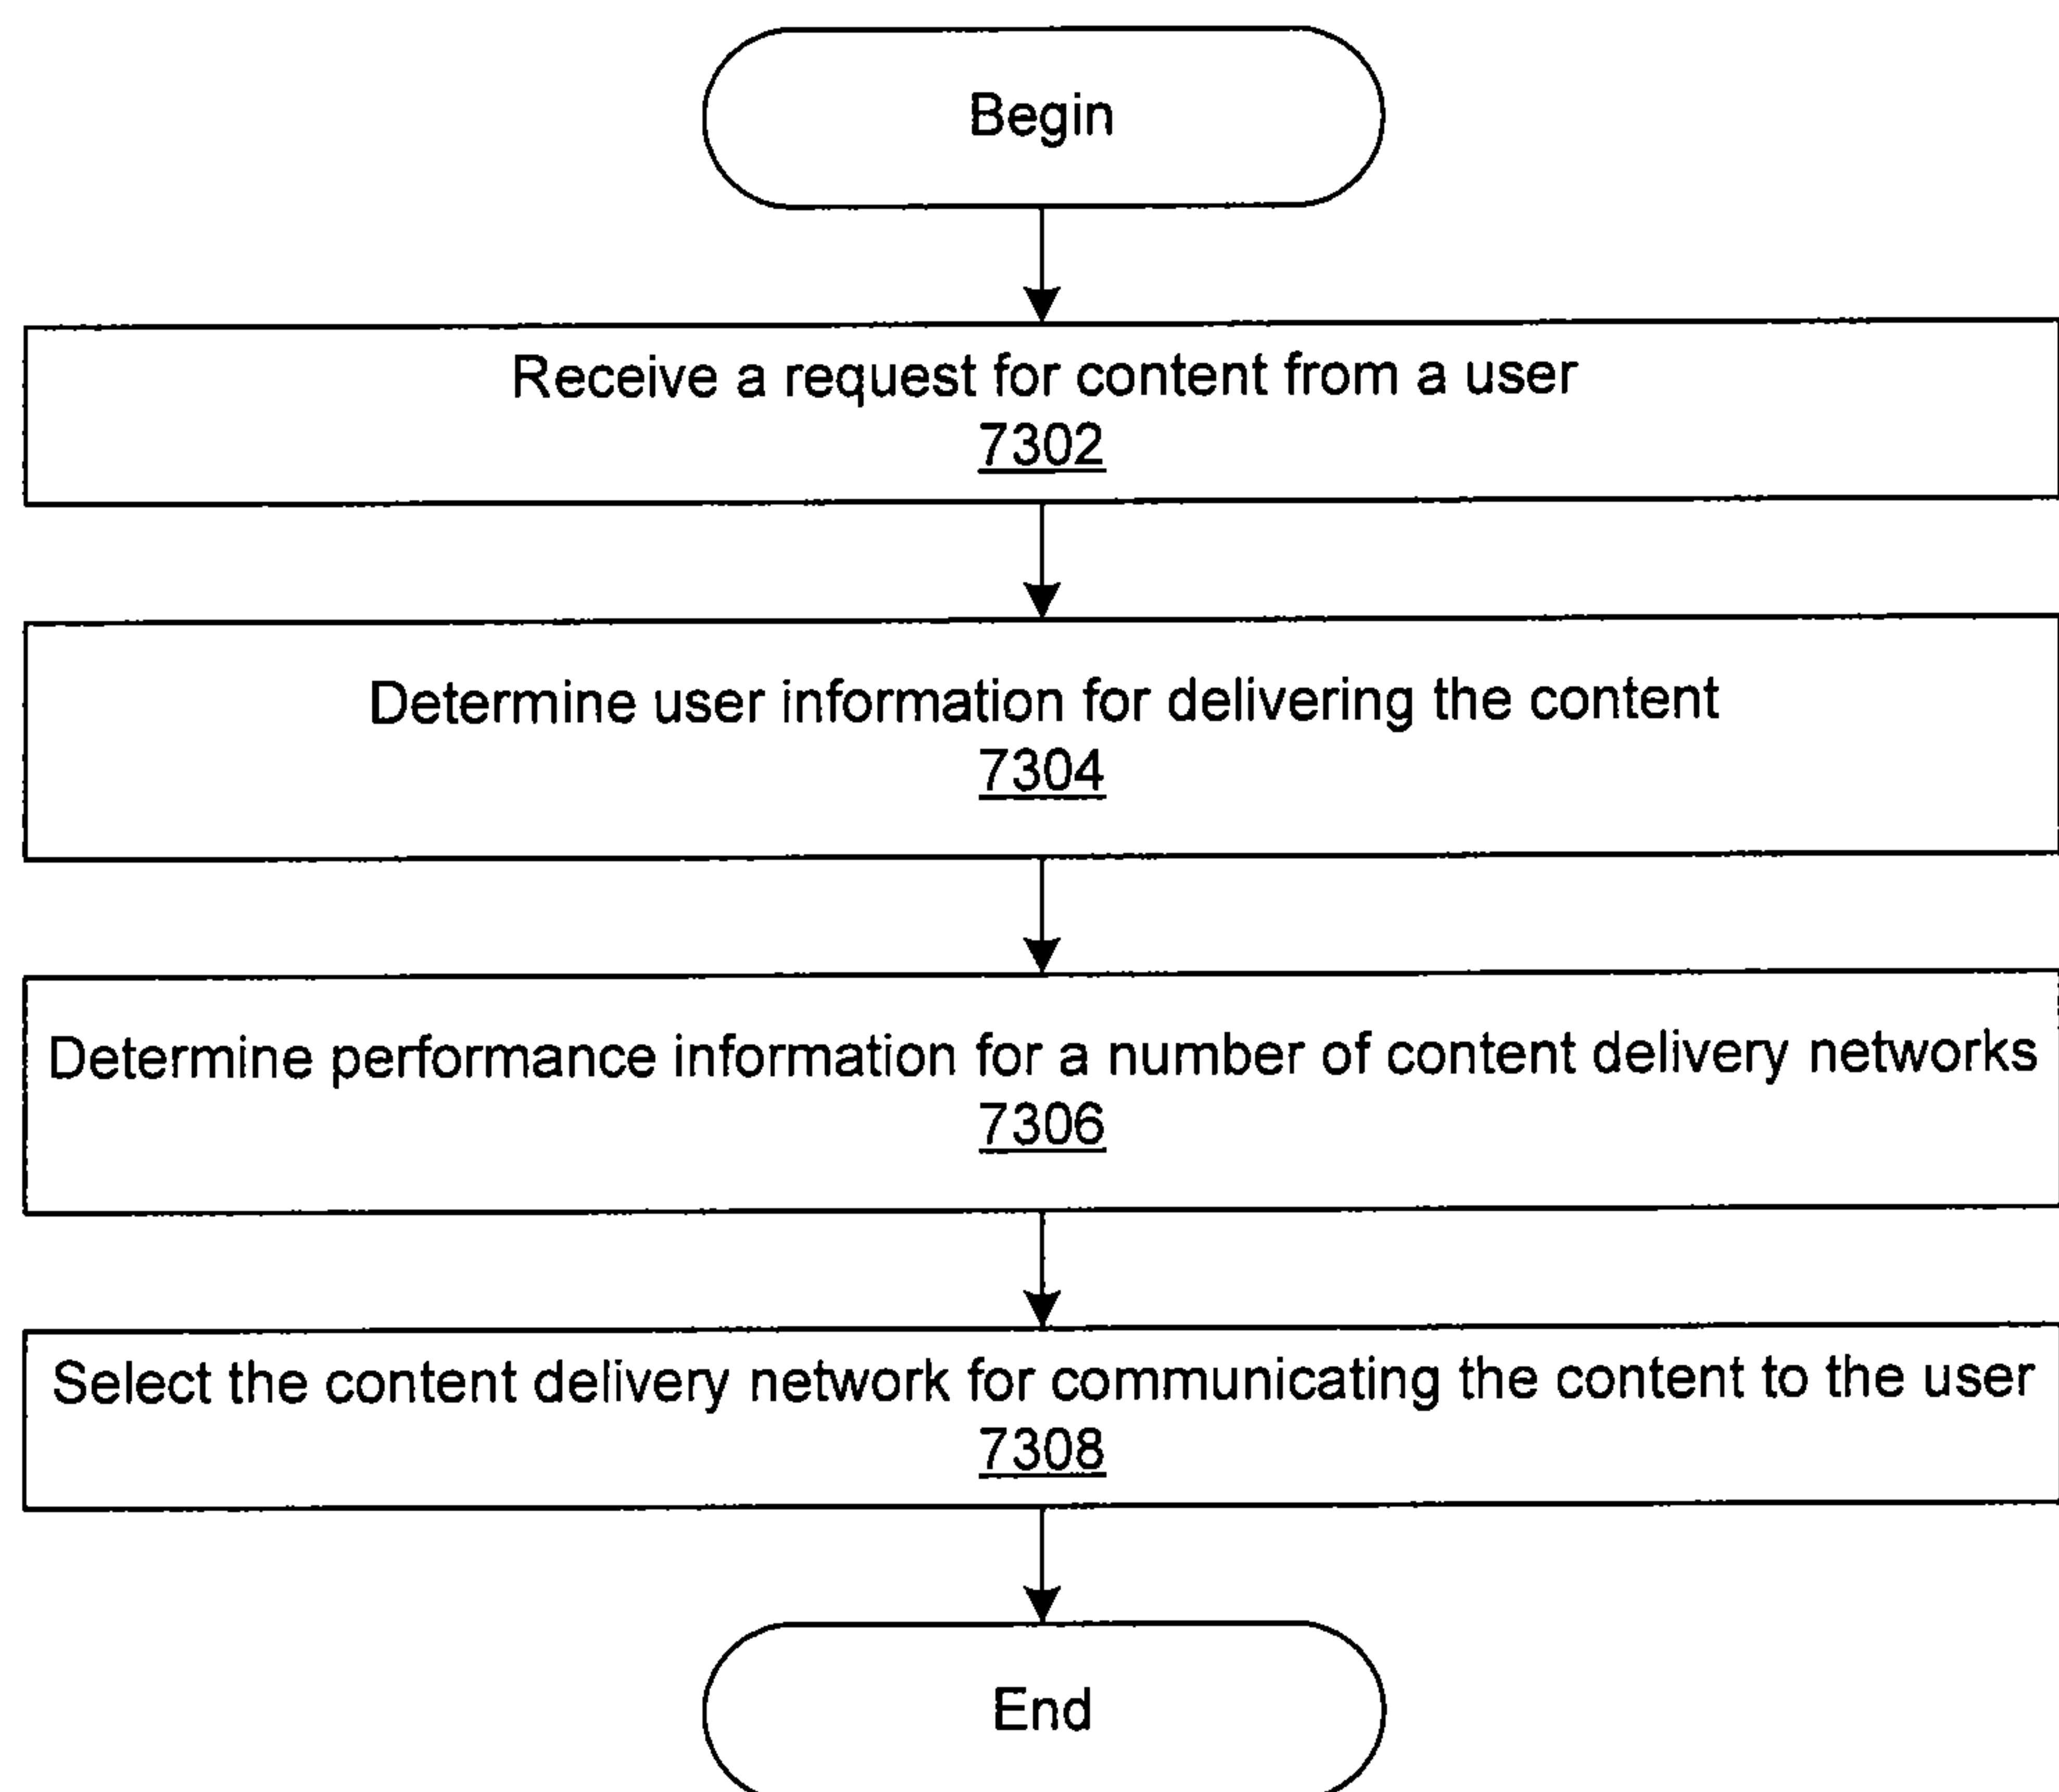 Begin
Receive a request for content from a user
7302
Determine user information for delivering the content
7304
Determine performance information for a number of content delivery networks
7306
Select the content delivery network for communicating the content to the user
7308
End